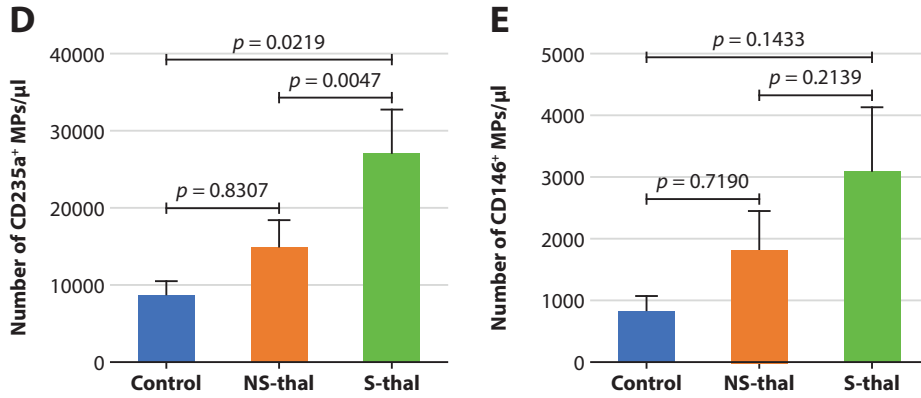 D
Number of CD235a⁺ MPs/µl
40000
30000
20000
10000
0
p = 0.0219
p = 0.0047
p = 0.8307
Control
NS-thal
S-thal
E
Number of CD146⁺ MPs/µl
5000
4000
3000
2000
1000
0
p = 0.1433
p = 0.2139
p = 0.7190
Control
NS-thal
S-thal